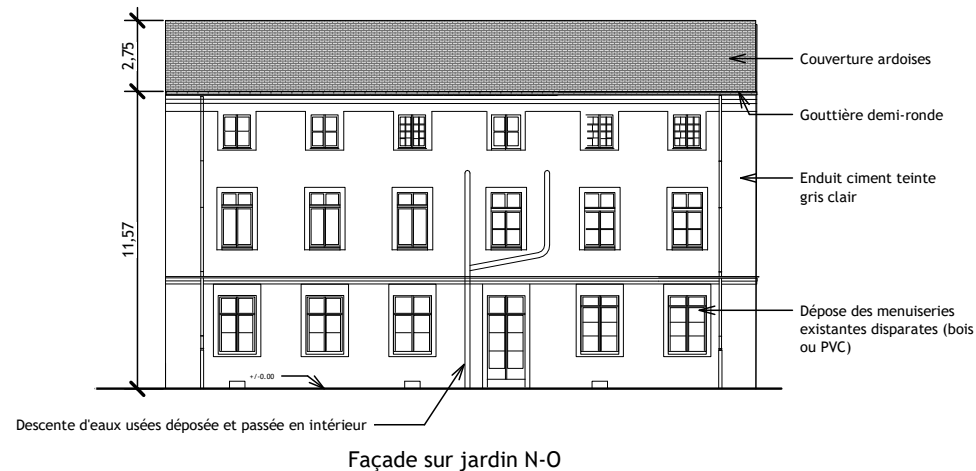 2,75
Couverture ardoises
Gouttière demi-ronde
Enduit ciment teinte
gris clair
11,57
Dépose des menuiseries
existantes disparates (bois
ou PVC)
+/-0.00
Descente d'eaux usées déposée et passée en intérieur
Façade sur jardin N-O